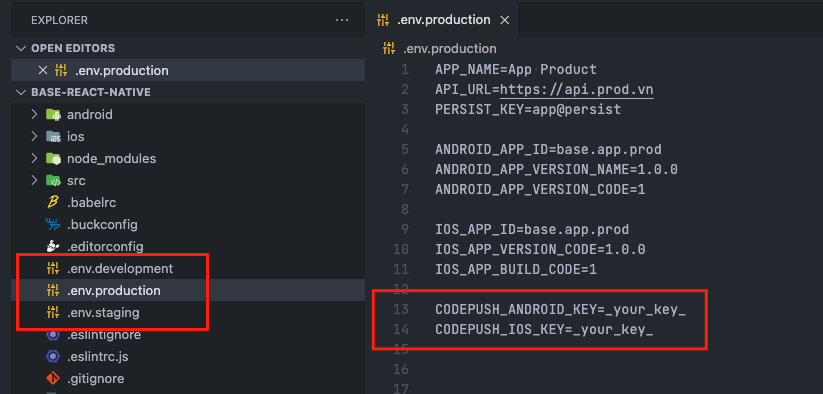 EXPLORER
OPEN EDITORS
.env.production
BASE-REACT-NATIVE
android
ios
node_modules
src
.babelrc
.buckconfig
.editorconfig
.env.development
.env.production
.env.staging
.eslintignore
.eslintrc.js
.gitignore
.env.production
.env.production
1 APP_NAME=App Product
2 API_URL=https://api.prod.vn
3 PERSIST_KEY=app@persist
4
5 ANDROID_APP_ID=base.app.prod
6 ANDROID_APP_VERSION_NAME=1.0.0
7 ANDROID_APP_VERSION_CODE=1
8
9 IOS_APP_ID=base.app.prod
10 IOS_APP_VERSION_CODE=1.0.0
11 IOS_APP_BUILD_CODE=1
12
13 CODEPUSH_ANDROID_KEY=_your_key_
14 CODEPUSH_IOS_KEY=_your_key_
15
16
17